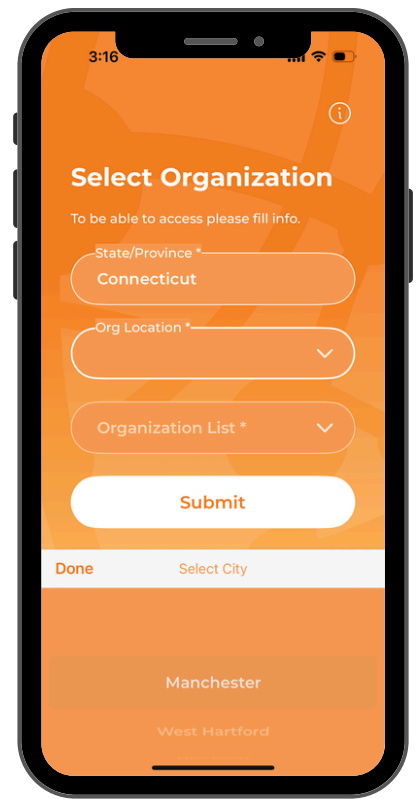 3:16
Select Organization
To be able to access please fill info.
State/Province *
Connecticut
Org Location *
Organization List *
Submit
Done Select City
Manchester
West Hartford